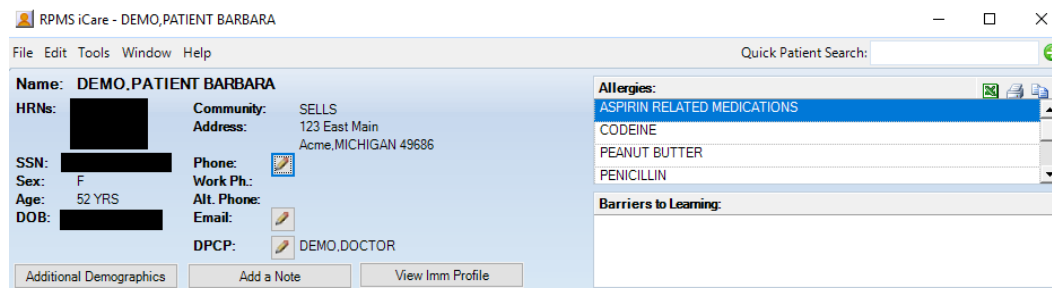 RPMS iCare - DEMO,PATIENT BARBARA
File Edit Tools Window Help
Quick Patient Search:
Name: DEMO,PATIENT BARBARA
HRNs:
Community: SELLS
Address: 123 East Main
Acme,MICHIGAN 49686
SSN:
Phone:
Sex: F
Work Ph.:
Age: 52 YRS
Alt. Phone:
DOB:
Email:
DPCP: DEMO,DOCTOR
Additional Demographics
Add a Note
View Imm Profile
Allergies:
ASPIRIN RELATED MEDICATIONS
CODEINE
PEANUT BUTTER
PENICILLIN
Barriers to Learning: